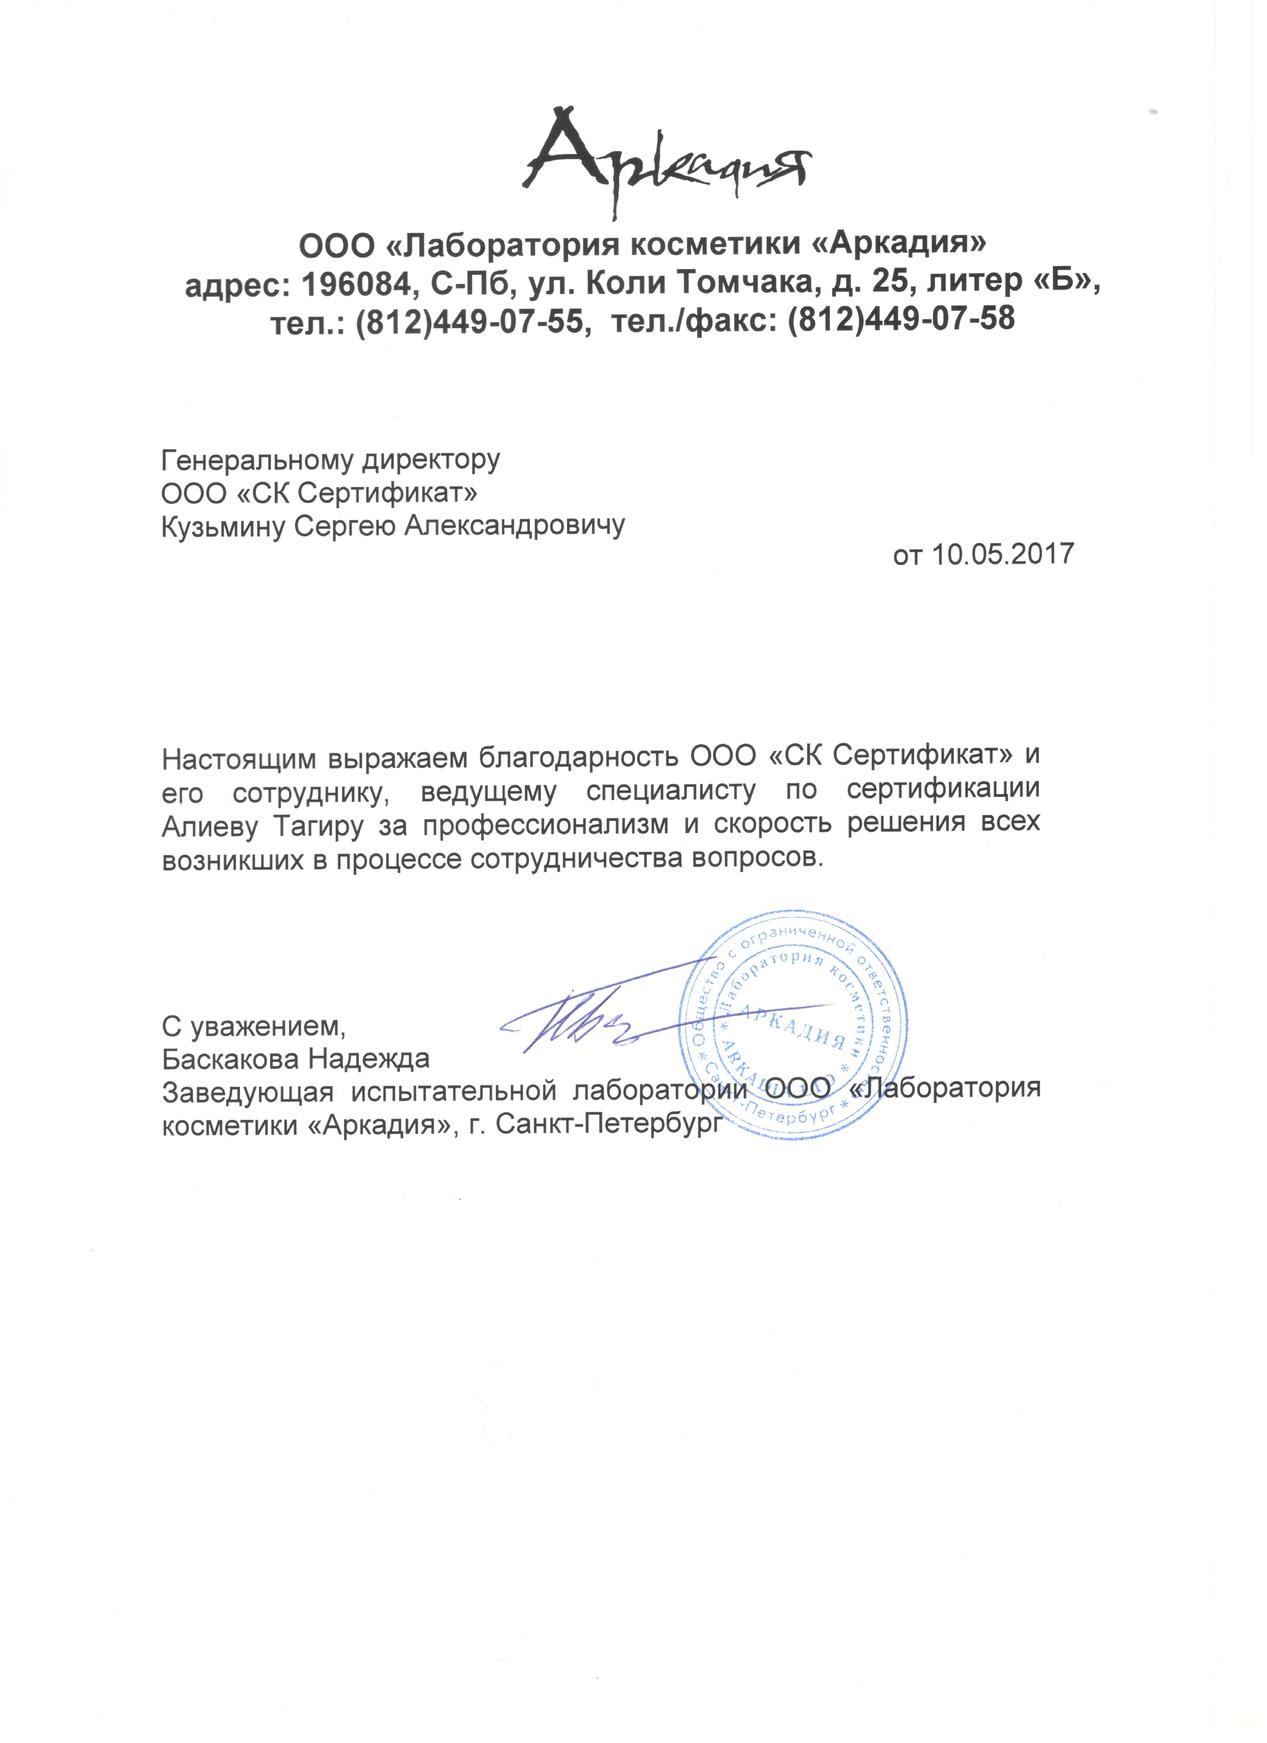 Аркадия
ООО «Лаборатория косметики «Аркадия»
адрес: 196084, С-Пб, ул. Коли Томчака, д. 25, литер «Б»,
тел.: (812)449-07-55, тел./факс: (812)449-07-58
Генеральному директору
ООО «СК Сертификат»
Кузьмину Сергею Александровичу
от 10.05.2017
Настоящим выражаем благодарность ООО «СК Сертификат» и
его сотруднику, ведущему специалисту по сертификации
Алиеву Тагиру за профессионализм и скорость решения всех
возникших в процессе сотрудничества вопросов.
С уважением,
Баскакова Надежда
Заведующая испытательной лаборатории ООО «Лаборатория
косметики «Аркадия», г. Санкт-Петербург
* Общество с ограниченной ответственностью * Санкт-Петербург
* Лаборатория косметики * ARKADIA LTD
АРКАДИЯ